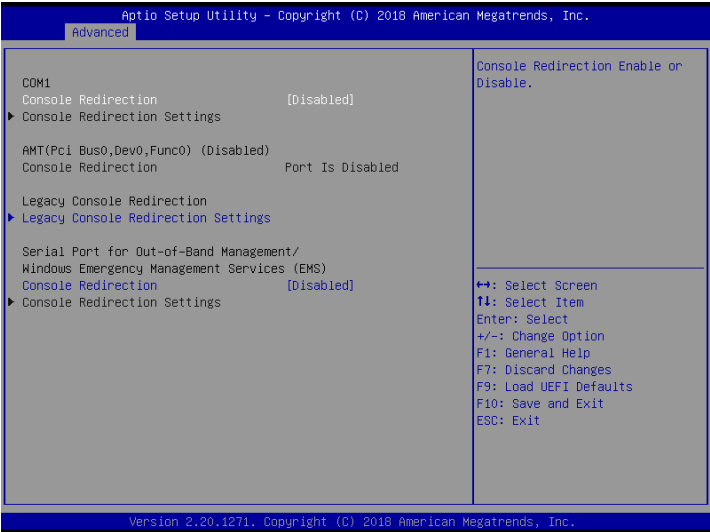 Aptio Setup Utility – Copyright (C) 2018 American Megatrends, Inc.
Advanced
COM1
Console Redirection [Disabled]
Console Redirection Settings
AMT(Pci Bus0,Dev0,Func0) (Disabled)
Console Redirection Port Is Disabled
Legacy Console Redirection
Legacy Console Redirection Settings
Serial Port for Out-of-Band Management/
Windows Emergency Management Services (EMS)
Console Redirection [Disabled]
Console Redirection Settings
Console Redirection Enable or
Disable.
↔: Select Screen
↑↓: Select Item
Enter: Select
+/-: Change Option
F1: General Help
F7: Discard Changes
F9: Load UEFI Defaults
F10: Save and Exit
ESC: Exit
Version 2.20.1271. Copyright (C) 2018 American Megatrends, Inc.